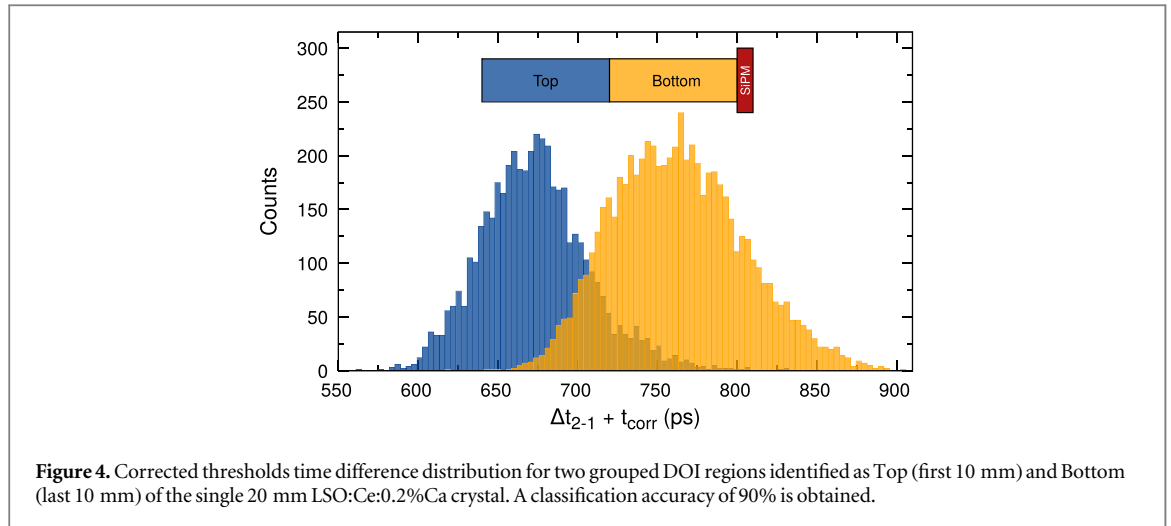 300
250
200
150
100
50
0
Counts
Top
Bottom
SiPM
550 600 650 700 750 800 850 900
Δt2-1 + tcorr (ps)
Figure 4. Corrected thresholds time difference distribution for two grouped DOI regions identified as Top (first 10 mm) and Bottom
(last 10 mm) of the single 20 mm LSO:Ce:0.2%Ca crystal. A classification accuracy of 90% is obtained.